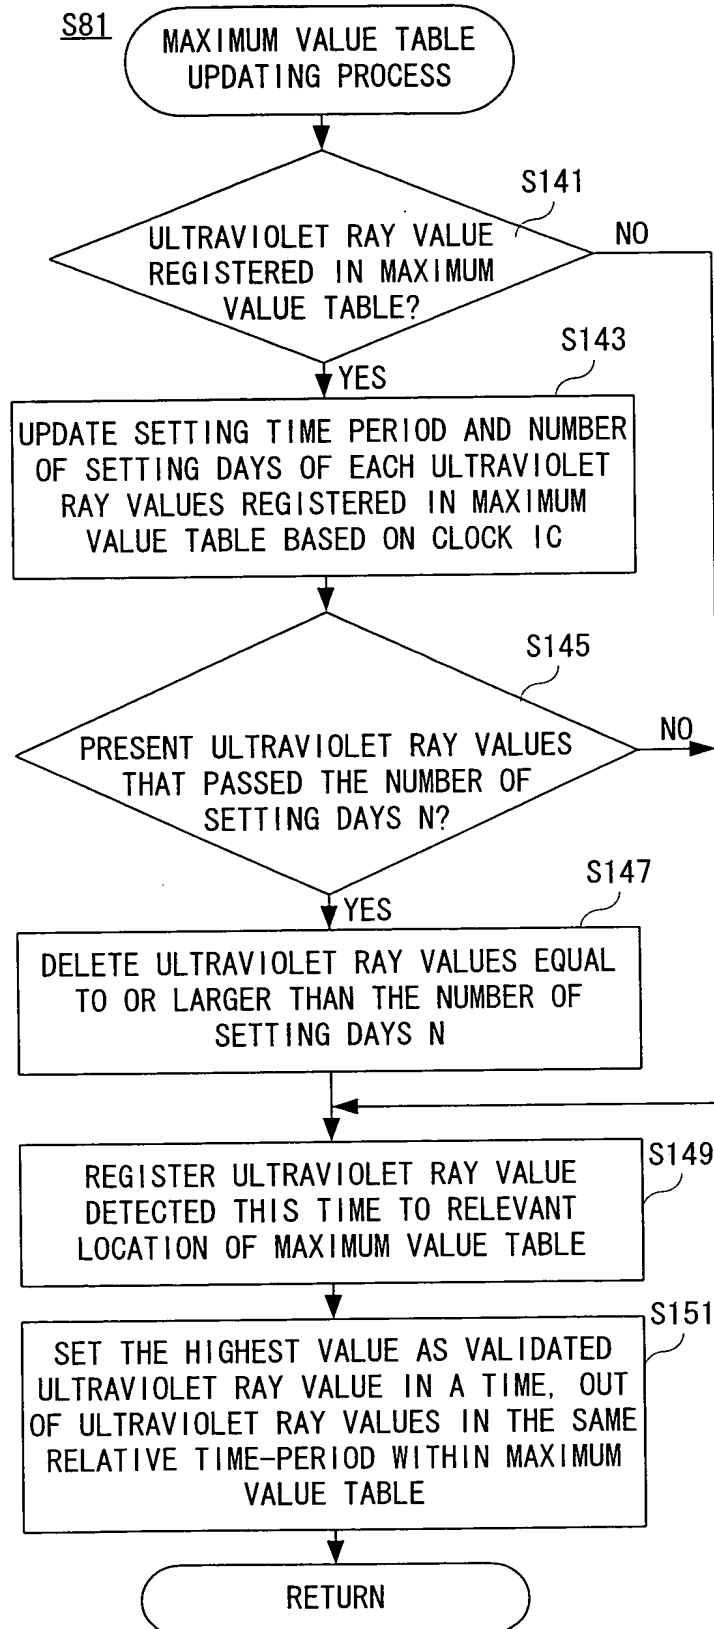 S81
MAXIMUM VALUE TABLE
UPDATING PROCESS
S141
ULTRAVIOLET RAY VALUE
REGISTERED IN MAXIMUM
VALUE TABLE?
NO
YES
S143
UPDATE SETTING TIME PERIOD AND NUMBER
OF SETTING DAYS OF EACH ULTRAVIOLET
RAY VALUES REGISTERED IN MAXIMUM
VALUE TABLE BASED ON CLOCK IC
S145
PRESENT ULTRAVIOLET RAY VALUES
THAT PASSED THE NUMBER OF
SETTING DAYS N?
NO
YES
S147
DELETE ULTRAVIOLET RAY VALUES EQUAL
TO OR LARGER THAN THE NUMBER OF
SETTING DAYS N
S149
REGISTER ULTRAVIOLET RAY VALUE
DETECTED THIS TIME TO RELEVANT
LOCATION OF MAXIMUM VALUE TABLE
S151
SET THE HIGHEST VALUE AS VALIDATED
ULTRAVIOLET RAY VALUE IN A TIME, OUT
OF ULTRAVIOLET RAY VALUES IN THE SAME
RELATIVE TIME-PERIOD WITHIN MAXIMUM
VALUE TABLE
RETURN